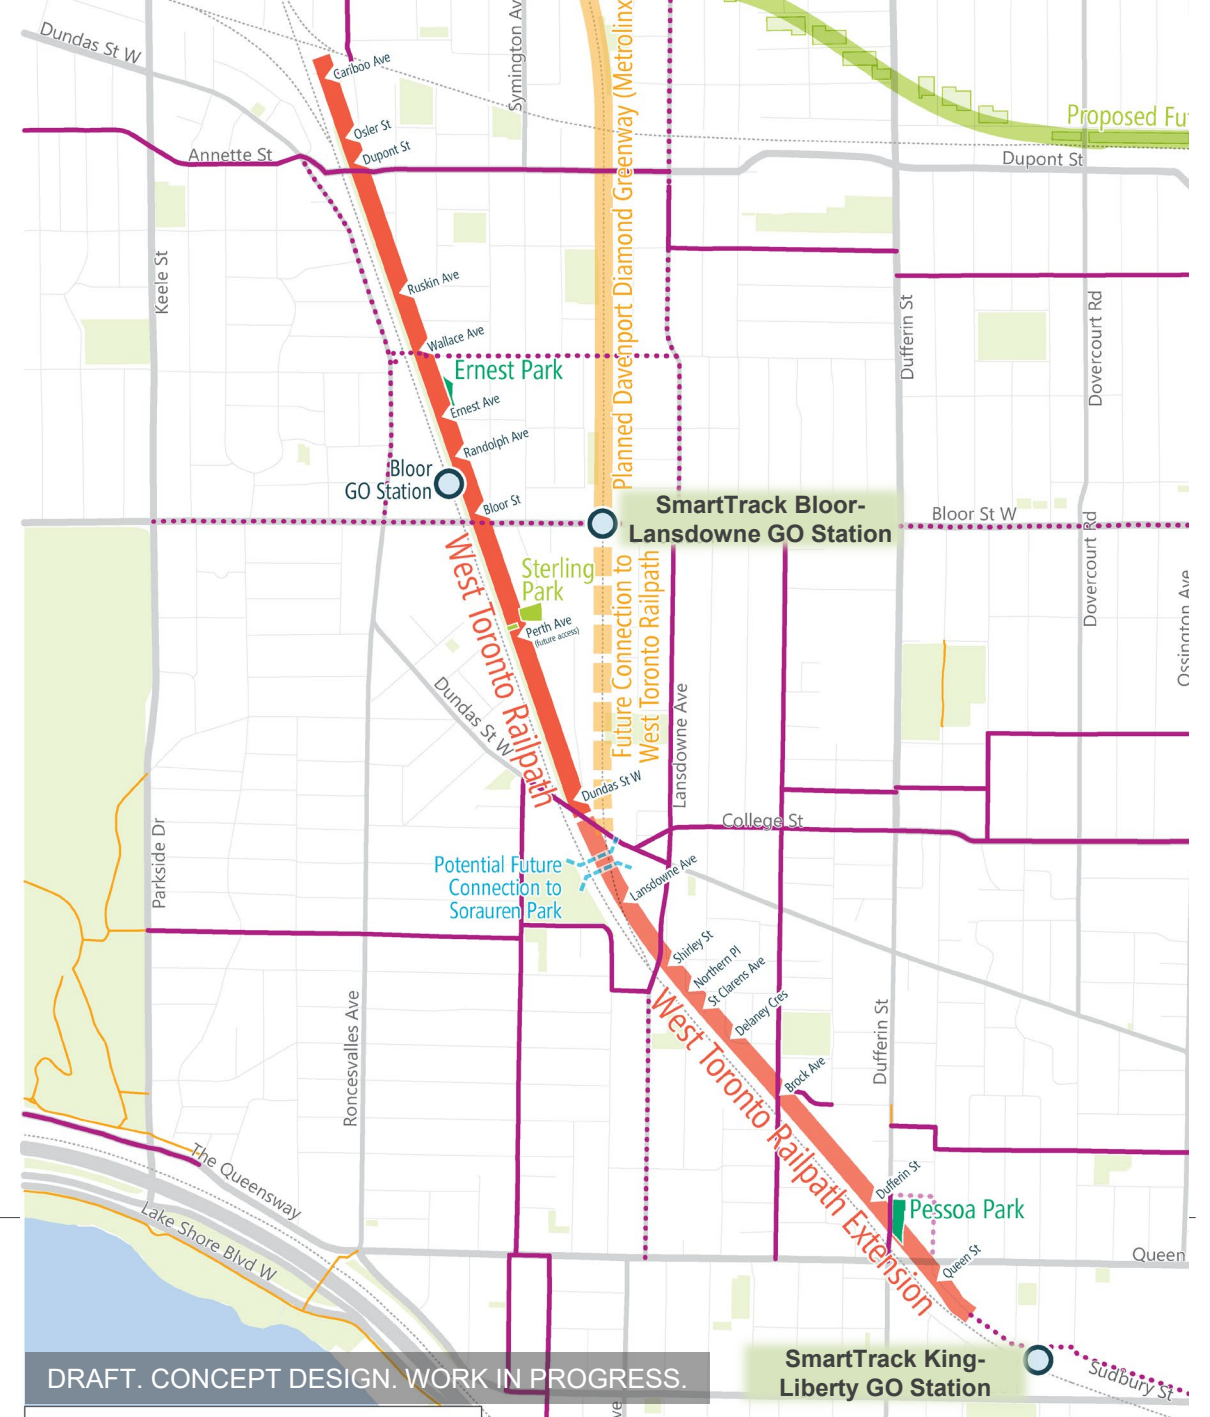 Dundas St W
Cariboo Ave
Symington Av
Planned Davenport Diamond Greenway (Metrolinx
Proposed Fu
Osler St
Dupont St
Annette St
Dupont St
Keele St
Ruskin Ave
Dufferin St
Dovercourt Rd
Wallace Ave
Ernest Park
Ernest Ave
Randolph Ave
Bloor
GO Station
Bloor St
SmartTrack Bloor-
Lansdowne GO Station
Bloor St W
Dovercourt Rd
West Toronto Railpath
Future Connection to
West Toronto Railpath
Sterling
Park
Perth Ave
(future access)
Ossington Ave
Dundas St W
Lansdowne Ave
Dundas St W
College St
Parkside Dr
Potential Future
Connection to
Sorauren Park
Lansdowne Ave
Shirley St
Northern Pl
St Clarens Ave
Delaney Cres
West Toronto Railpath Extension
Roncesvalles Ave
Dufferin St
Brock Ave
The Queensway
Dufferin St
Pessoa Park
Lake Shore Blvd W
Queen St
Queen
DRAFT. CONCEPT DESIGN. WORK IN PROGRESS.
SmartTrack King-
Liberty GO Station
Sudbury St
ve